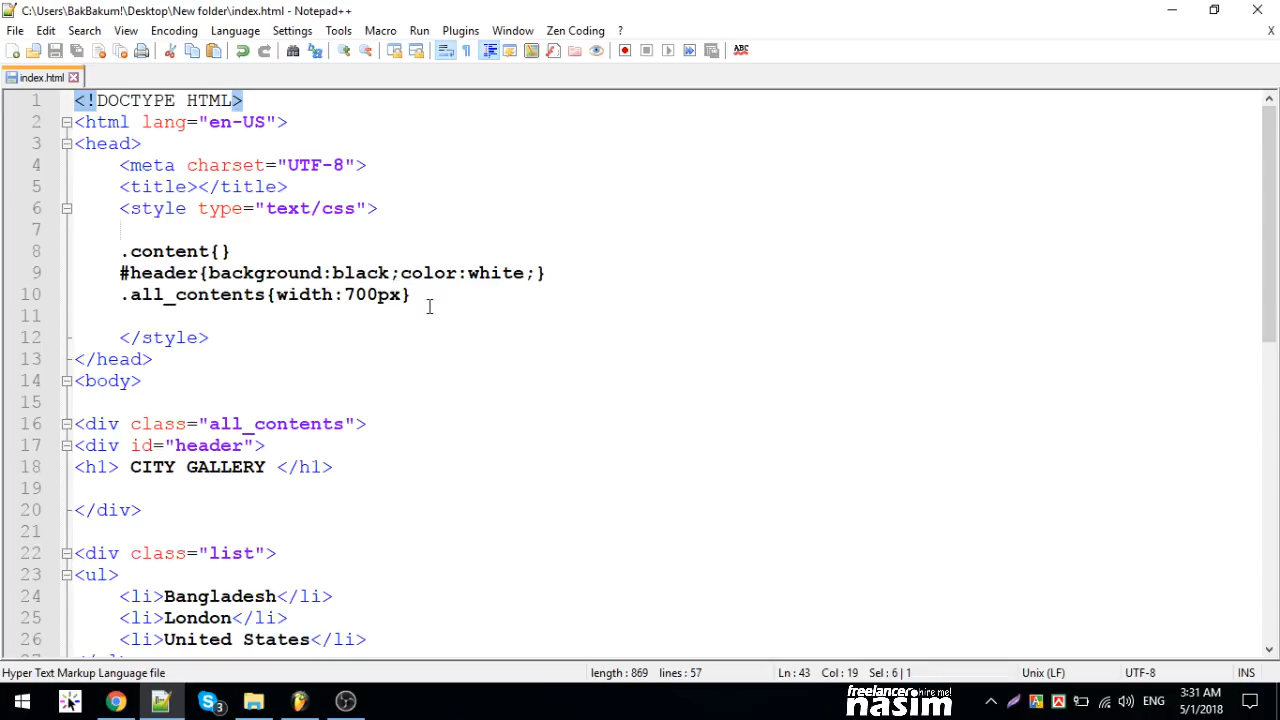 C:\Users\BakBakum!\Desktop\New folder\index.html - Notepad++
File Edit Search View Encoding Language Settings Tools Macro Run Plugins Window Zen Coding ? X
ABC
index.html
1 <!DOCTYPE HTML>
2 <html lang="en-US">
3 <head>
4 <meta charset="UTF-8">
5 <title></title>
6 <style type="text/css">
7
8 .content{}
9 #header{background:black;color:white;}
10 .all_contents{width:700px}
11
12 </style>
13 </head>
14 <body>
15
16 <div class="all_contents">
17 <div id="header">
18 <h1> CITY GALLERY </h1>
19
20 </div>
21
22 <div class="list">
23 <ul>
24 <li>Bangladesh</li>
25 <li>London</li>
26 <li>United States</li>
Hyper Text Markup Language file length : 869 lines : 57 Ln : 43 Col : 19 Sel : 6 | 1 Unix (LF) UTF-8 INS
3
freelancer hire me!
nasim
ENG
3:31 AM
5/1/2018